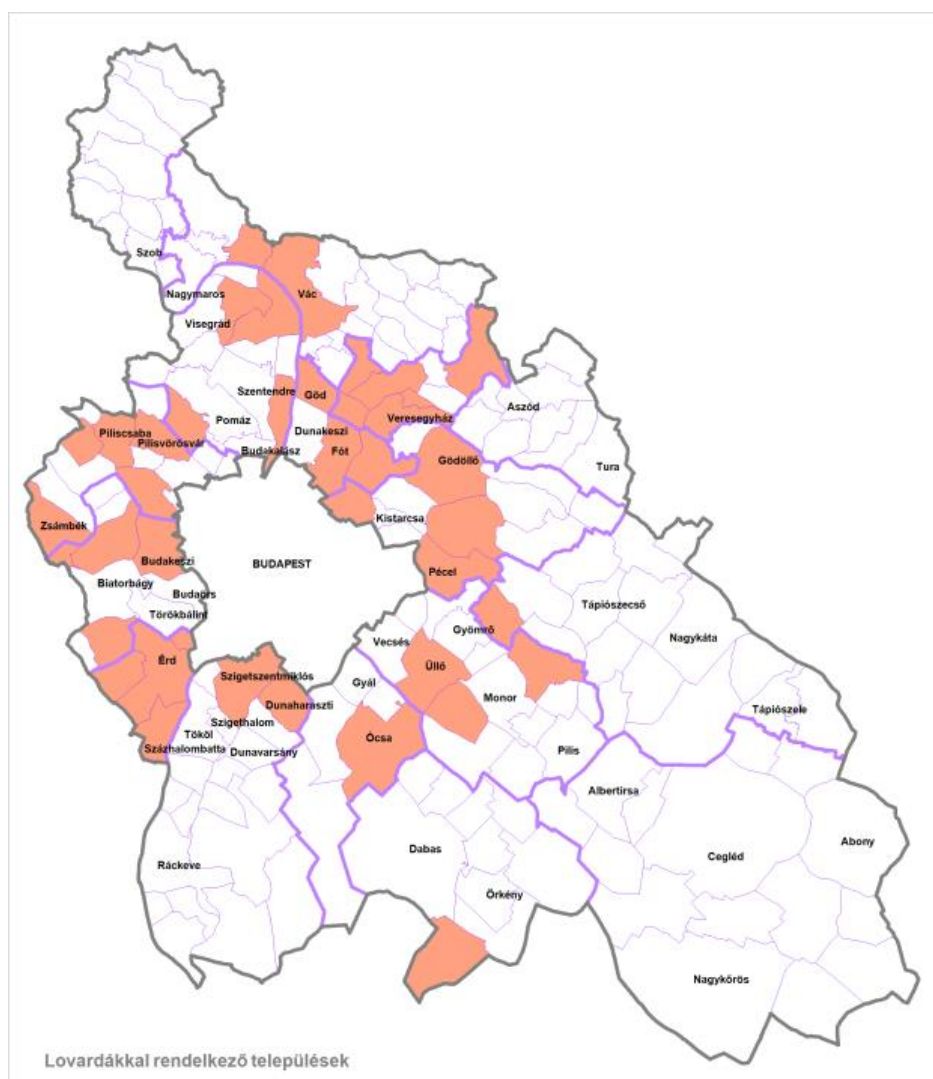 Szob
Nagymaros
Vác
Visegrád
Szentendre
Göd
Aszód
Veresegyház
Pomáz
Dunakeszi
Piliscsaba
Pilisvörösvár
Budakalász
Fót
Gödöllő
Tura
Kistarcsa
Zsámbék
Budakeszi
BUDAPEST
Pécel
Biatorbágy
Budaörs
Törökbálint
Tápiószecső
Gyömrő
Vecsés
Nagykáta
Érd
Üllő
Szigetszentmiklós
Gyál
Monor
Dunaharaszti
Tápiószele
Szigethalom
Tököl
Ócsa
Százhalombatta
Dunavarsány
Pilis
Albertirsa
Abony
Dabas
Cegléd
Ráckeve
Örkény
Nagykőrös
Lovardákkal rendelkező települések